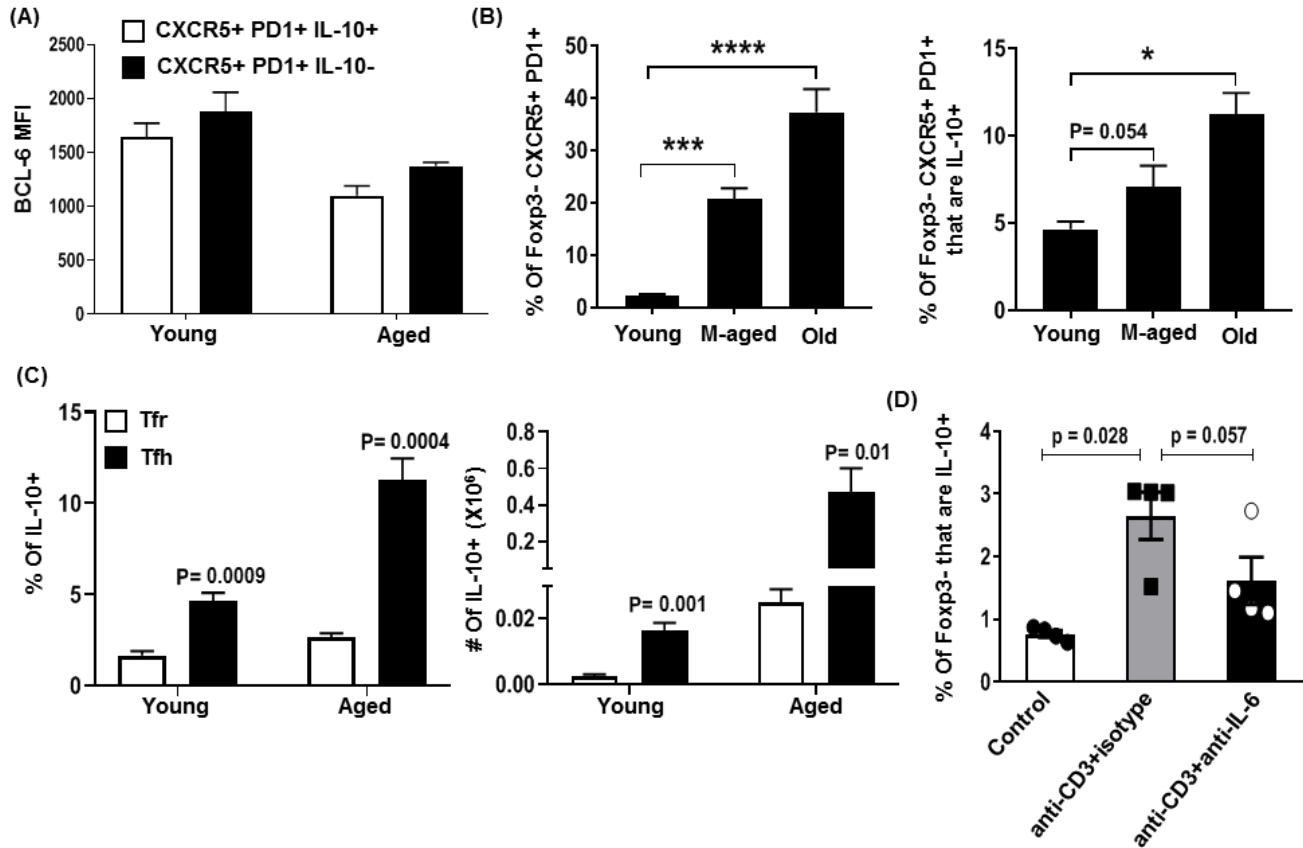 (A)
CXCR5+ PD1+ IL-10+
CXCR5+ PD1+ IL-10-
BCL-6 MFI
2500
2000
1500
1000
500
0
Young
Aged
(B)
% Of Foxp3- CXCR5+ PD1+
50
40
30
20
10
0
****
***
Young
M-aged
Old
% Of Foxp3- CXCR5+ PD1+
that are IL-10+
15
10
5
0
*
P= 0.054
Young
M-aged
Old
(C)
Tfr
Tfh
% Of IL-10+
15
10
5
0
P= 0.0009
P= 0.0004
Young
Aged
# Of IL-10+ (X10⁶)
0.8
0.6
0.4
0.2
0.02
0.00
P= 0.001
P= 0.01
Young
Aged
(D)
% Of Foxp3- that are IL-10+
4
3
2
1
0
p = 0.028
p = 0.057
Control
anti-CD3+isotype
anti-CD3+anti-IL-6